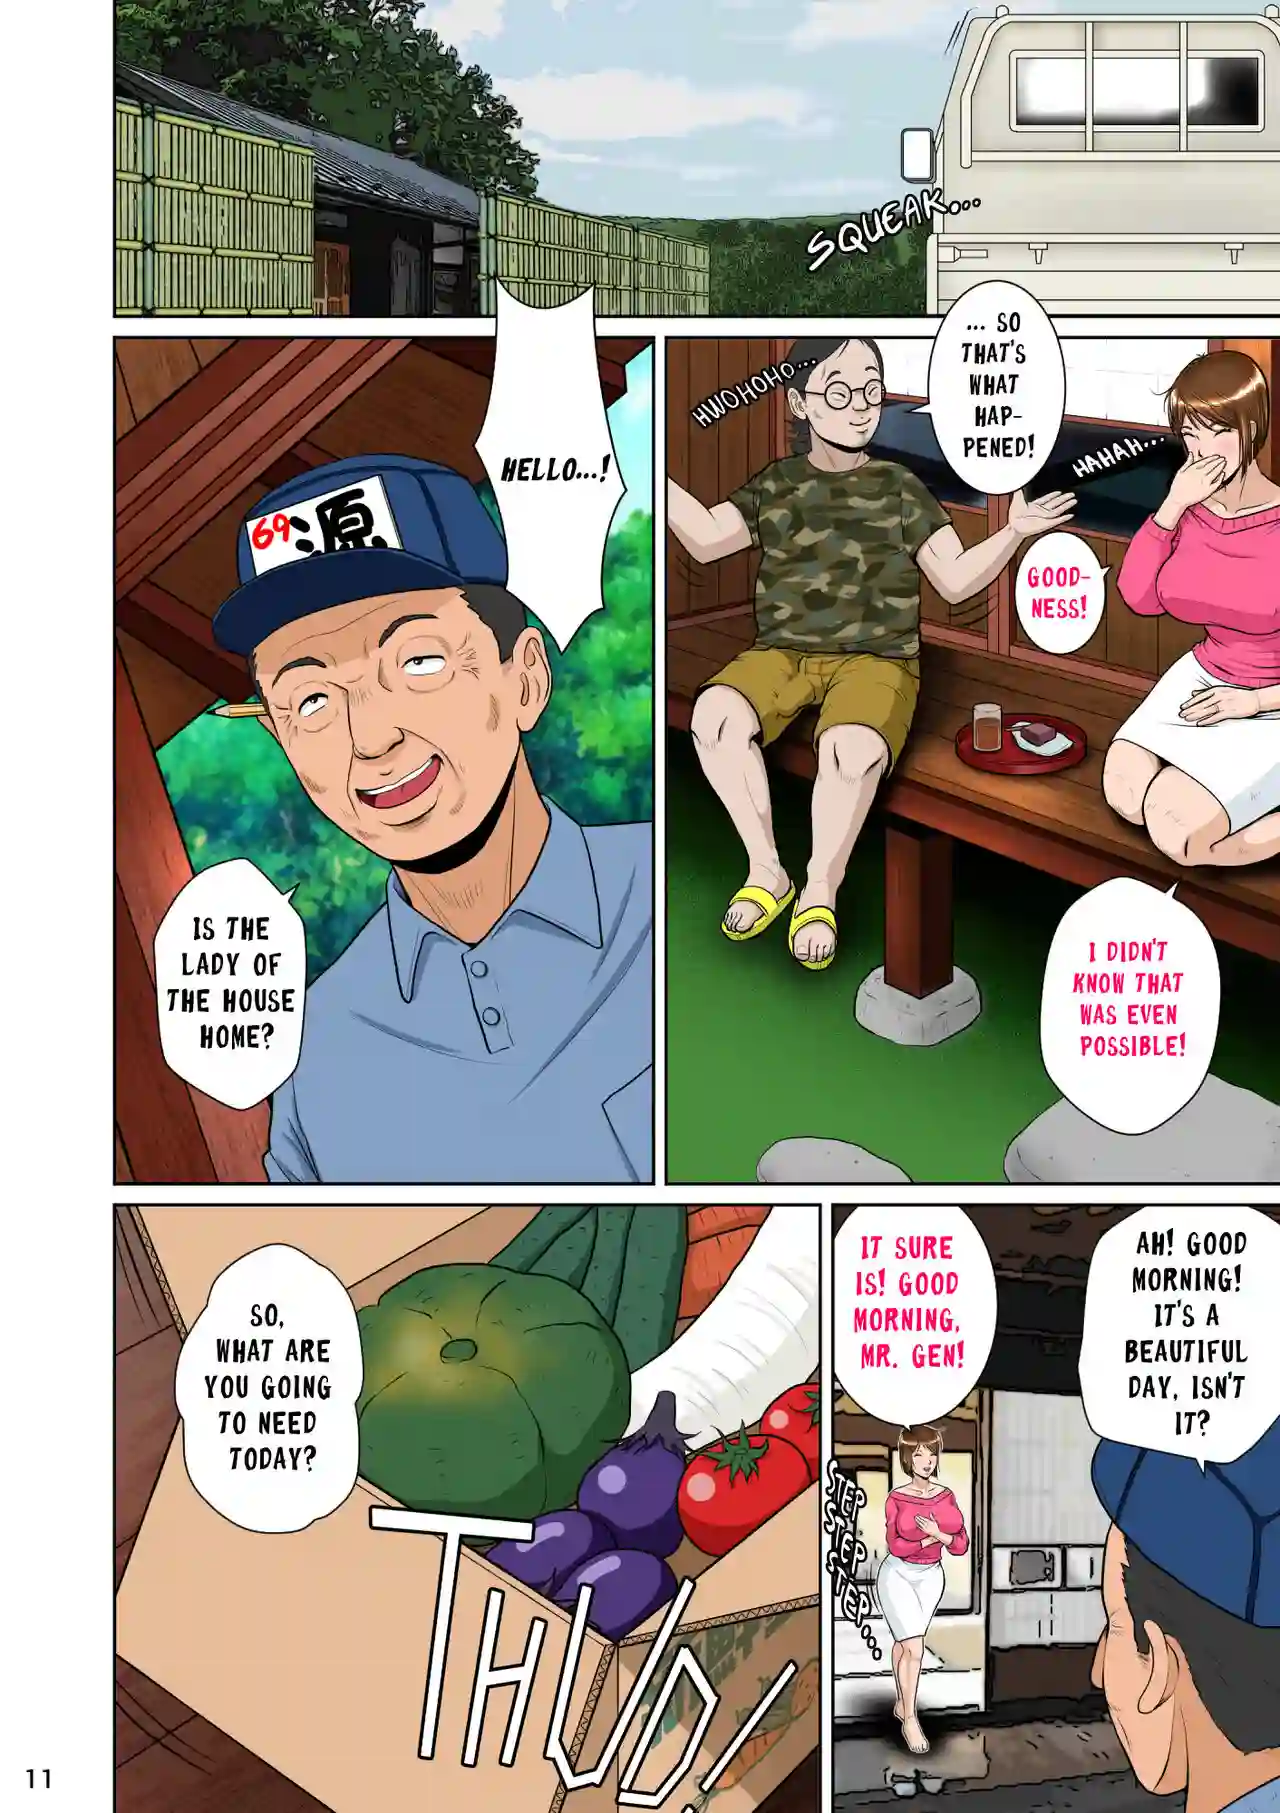 SQUEAK...
... SO
THAT'S
WHAT
HAP-
PENED!
HWOHOHO...
HAHAH...
GOOD-
NESS!
I DIDN'T
KNOW THAT
WAS EVEN
POSSIBLE!
HELLO...!
69
源
IS THE
LADY OF
THE HOUSE
HOME?
AH! GOOD
MORNING!
IT'S A
BEAUTIFUL
DAY, ISN'T
IT?
IT SURE
IS! GOOD
MORNING,
MR. GEN!
STEP
STEP
STEP...
SO,
WHAT ARE
YOU GOING
TO NEED
TODAY?
THUD!
11